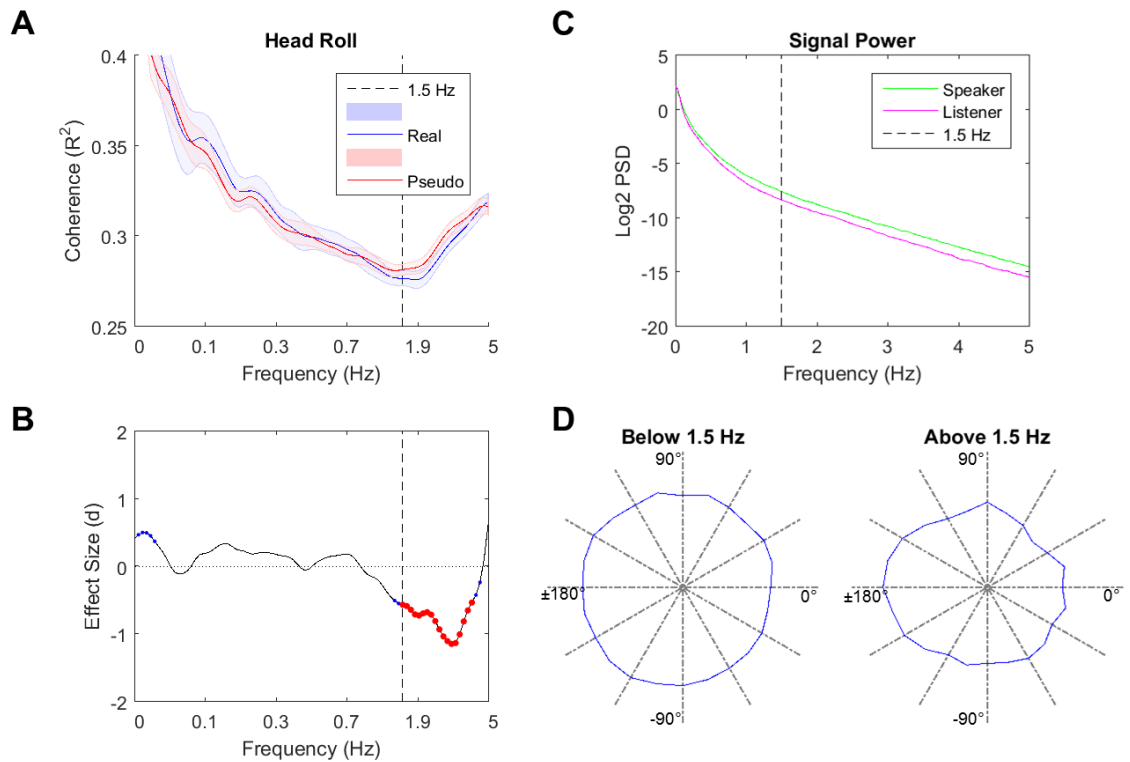 A
Head Roll
0.4
0.35
0.3
0.25
Coherence (R²)
1.5 Hz
Real
Pseudo
0
0.1
0.3
0.7
1.9
5
Frequency (Hz)
C
Signal Power
5
0
-5
-10
-15
-20
Log2 PSD
Speaker
Listener
1.5 Hz
0
1
2
3
4
5
Frequency (Hz)
B
2
1
0
-1
-2
Effect Size (d)
0
0.1
0.3
0.7
1.9
5
Frequency (Hz)
D
Below 1.5 Hz
90°
±180°
0°
-90°
Above 1.5 Hz
90°
±180°
0°
-90°